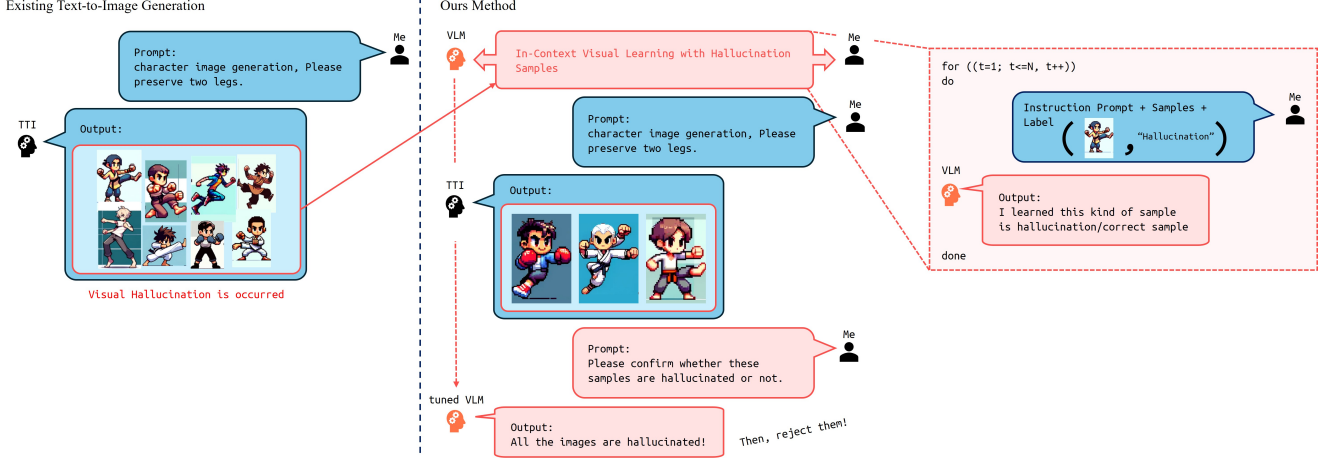 Existing Text-to-Image Generation
Me
Prompt:
character image generation, Please
preserve two legs.
TTI
Output:
Visual Hallucination is occurred
Ours Method
VLM
In-Context Visual Learning with Hallucination
Samples
Me
Me
Prompt:
character image generation, Please
preserve two legs.
TTI
Output:
Me
Prompt:
Please confirm whether these
samples are hallucinated or not.
tuned VLM
Output:
All the images are hallucinated!
Then, reject them!
for ((t=1; t<=N, t++))
do
Me
Instruction Prompt + Samples +
Label
( , “Hallucination”)
VLM
Output:
I learned this kind of sample
is hallucination/correct sample
done